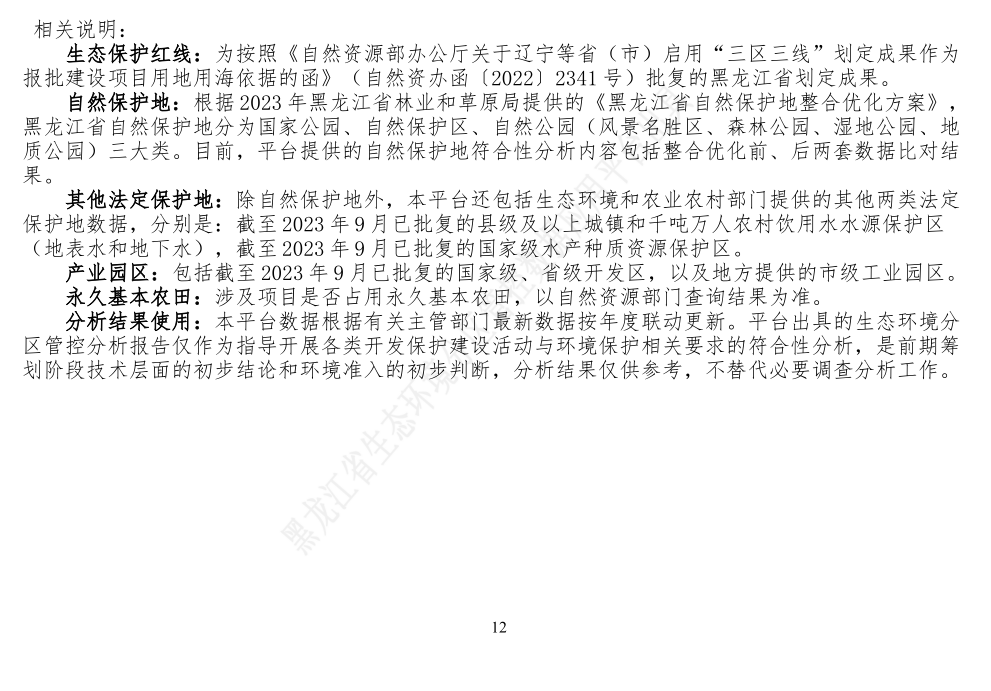 相关说明：
生态保护红线：为按照《自然资源部办公厅关于辽宁等省（市）启用“三区三线”划定成果作为
报批建设项目用地用海依据的函》（自然资办函〔2022〕2341号）批复的黑龙江省划定成果。
自然保护地：根据2023年黑龙江省林业和草原局提供的《黑龙江省自然保护地整合优化方案》，
黑龙江省自然保护地分为国家公园、自然保护区、自然公园（风景名胜区、森林公园、湿地公园、地
质公园）三大类。目前，平台提供的自然保护地符合性分析内容包括整合优化前、后两套数据比对结
果。
其他法定保护地：除自然保护地外，本平台还包括生态环境和农业农村部门提供的其他两类法定
保护地数据，分别是：截至2023年9月已批复的县级及以上城镇和千吨万人农村饮用水水源保护区
（地表水和地下水），截至2023年9月已批复的国家级水产种质资源保护区。
产业园区：包括截至2023年9月已批复的国家级、省级开发区，以及地方提供的市级工业园区。
永久基本农田：涉及项目是否占用永久基本农田，以自然资源部门查询结果为准。
分析结果使用：本平台数据根据有关主管部门最新数据按年度联动更新。平台出具的生态环境分
区管控分析报告仅作为指导开展各类开发保护建设活动与环境保护相关要求的符合性分析，是前期筹
划阶段技术层面的初步结论和环境准入的初步判断，分析结果仅供参考，不替代必要调查分析工作。
黑龙江省生态环境
12